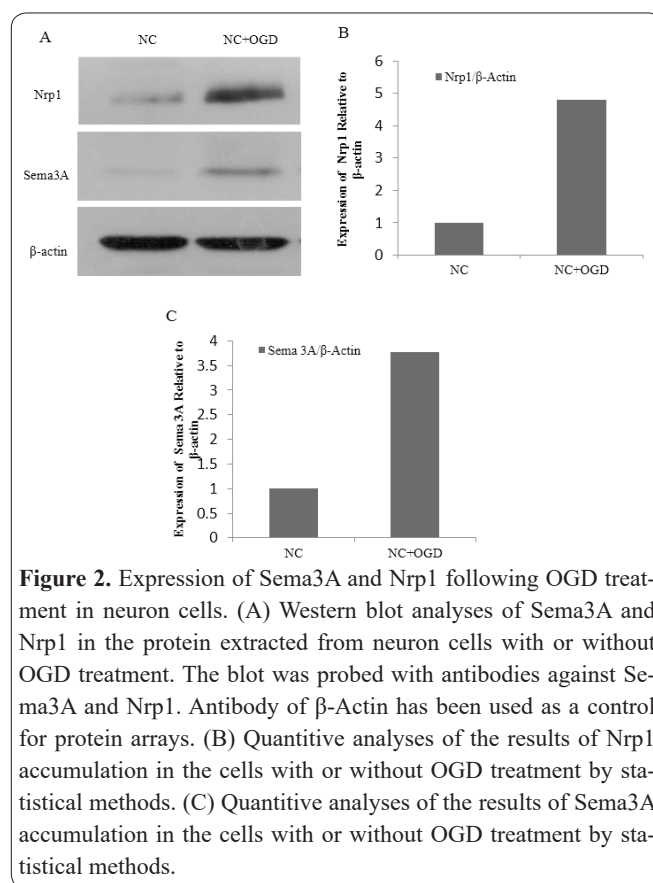 A
NC
NC+OGD
Nrp1
Sema3A
β-actin
B
Expression of Nrp1 Relative to
β-actin
6
5
4
3
2
1
0
Nrp1/β-Actin
NC
NC+OGD
C
Expression of Sema 3A Relative to
β-actin
4
3.5
3
2.5
2
1.5
1
0.5
0
Sema 3A/β-Actin
NC
NC+OGD
Figure 2. Expression of Sema3A and Nrp1 following OGD treat-
ment in neuron cells. (A) Western blot analyses of Sema3A and
Nrp1 in the protein extracted from neuron cells with or without
OGD treatment. The blot was probed with antibodies against Se-
ma3A and Nrp1. Antibody of β-Actin has been used as a control
for protein arrays. (B) Quantitive analyses of the results of Nrp1
accumulation in the cells with or without OGD treatment by sta-
tistical methods. (C) Quantitive analyses of the results of Sema3A
accumulation in the cells with or without OGD treatment by sta-
tistical methods.